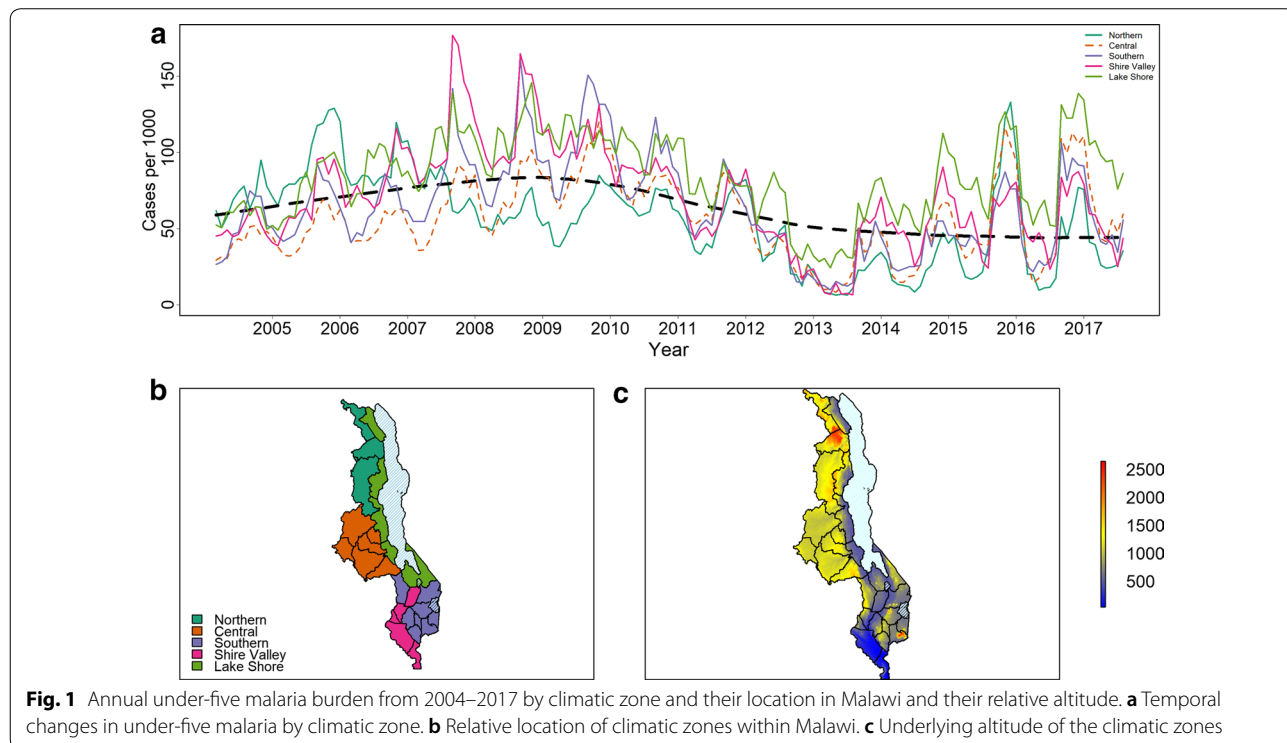 a
Cases per 1000
150
100
50
0
Northern
Central
Southern
Shire Valley
Lake Shore
2005 2006 2007 2008 2009 2010 2011 2012 2013 2014 2015 2016 2017
Year
b
Northern
Central
Southern
Shire Valley
Lake Shore
c
2500
2000
1500
1000
500
Fig. 1 Annual under-five malaria burden from 2004–2017 by climatic zone and their location in Malawi and their relative altitude. a Temporal
changes in under-five malaria by climatic zone. b Relative location of climatic zones within Malawi. c Underlying altitude of the climatic zones